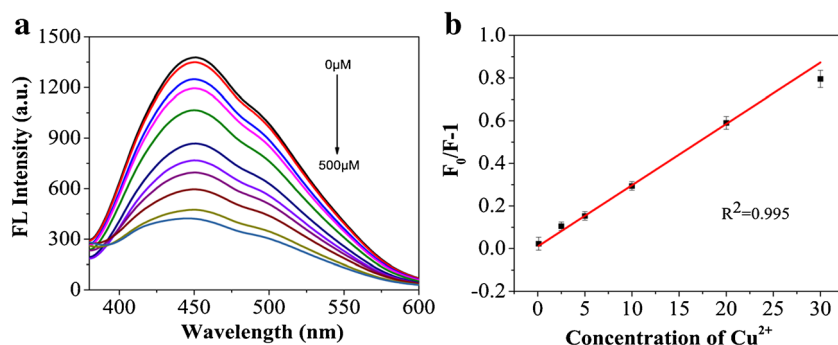 a
1500
1200
900
600
300
0
FL Intensity (a.u.)
0μM
500μM
400 450 500 550 600
Wavelength (nm)
b
1.0
0.8
0.6
0.4
0.2
0.0
-0.2
F₀/F-1
R²=0.995
0 5 10 15 20 25 30
Concentration of Cu²⁺